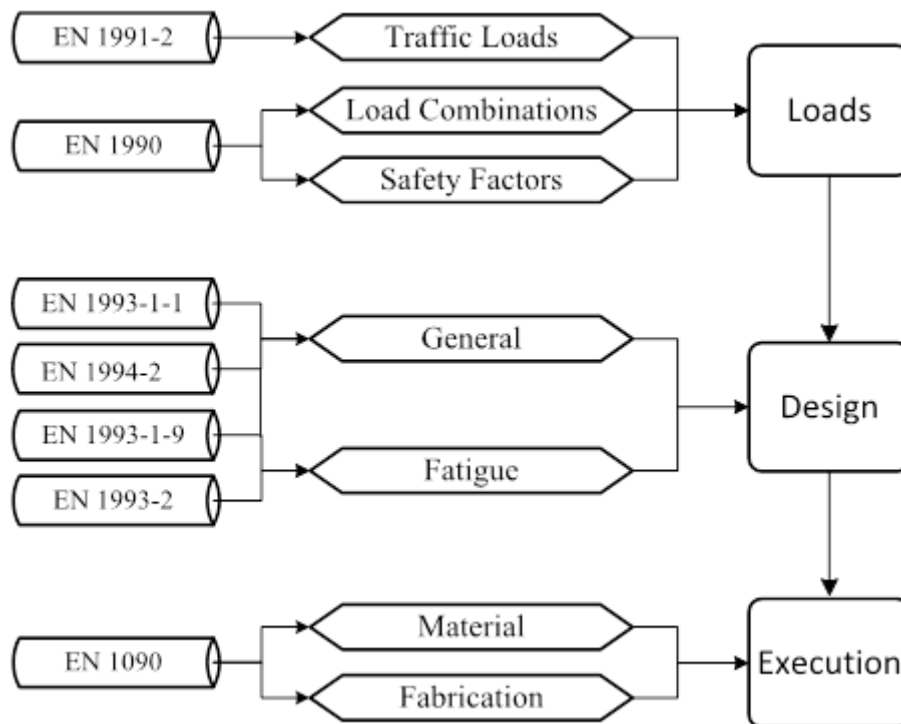 EN 1991-2
Traffic Loads
EN 1990
Load Combinations
Safety Factors
Loads
EN 1993-1-1
EN 1994-2
EN 1993-1-9
EN 1993-2
General
Fatigue
Design
EN 1090
Material
Fabrication
Execution